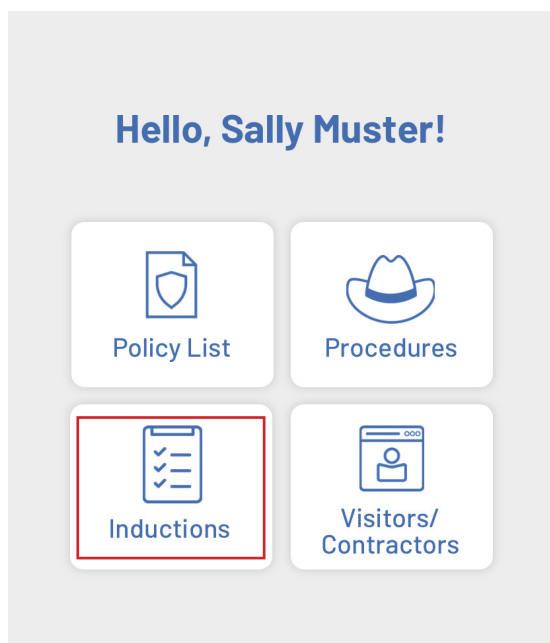 Hello, Sally Muster!
Policy List
Procedures
Inductions
Visitors/
Contractors